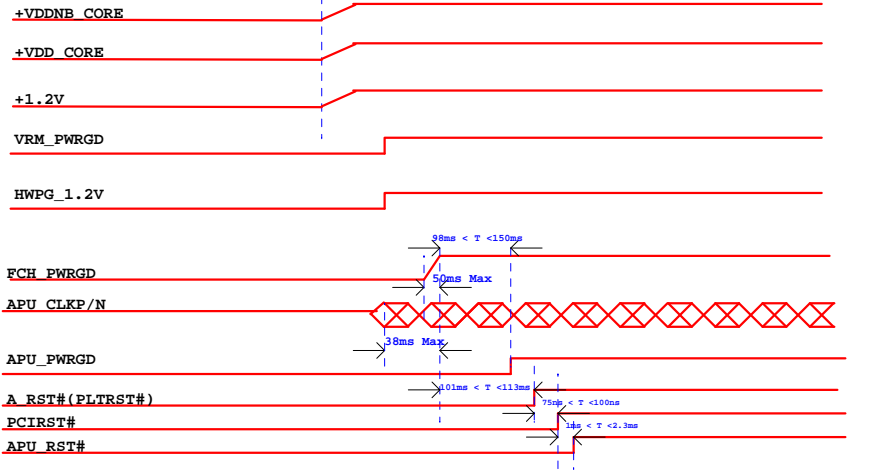 +VDDNB_CORE
+VDD_CORE
+1.2V
VRM_PWRGD
HWPG_1.2V
98ms < T <150ms
FCH_PWRGD
50ms Max
APU_CLKP/N
38ms Max
APU_PWRGD
101ms < T <113ms
A_RST#(PLTRST#)
75ns < T <100ns
PCIRST#
1ms < T <2.3ms
APU_RST#